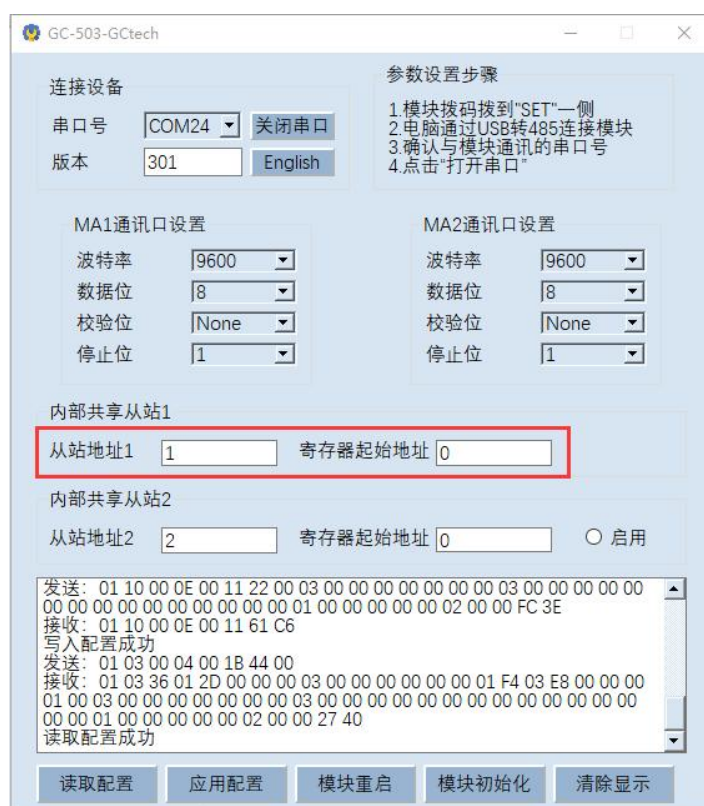 GC-503-GCtech
连接设备
串口号 COM24 关闭串口
版本 301 English
参数设置步骤
1.模块拨码拨到"SET"一侧
2.电脑通过USB转485连接模块
3.确认与模块通讯的串口号
4.点击“打开串口”
MA1通讯口设置
波特率 9600
数据位 8
校验位 None
停止位 1
MA2通讯口设置
波特率 9600
数据位 8
校验位 None
停止位 1
内部共享从站1
从站地址1 1 寄存器起始地址 0
内部共享从站2
从站地址2 2 寄存器起始地址 0 启用
发送：01 10 00 0E 00 11 22 00 03 00 00 00 00 00 00 00 03 00 00 00 00 00
00 00 00 00 00 00 00 00 00 00 01 00 00 00 00 00 02 00 00 FC 3E
接收：01 10 00 0E 00 11 61 C6
写入配置成功
发送：01 03 00 04 00 1B 44 00
接收：01 03 36 01 2D 00 00 00 03 00 00 00 00 00 00 01 F4 03 E8 00 00 00
01 00 03 00 00 00 00 00 00 00 03 00 00 00 00 00 00 00 00 00 00 00 00 00
00 00 01 00 00 00 00 00 02 00 00 27 40
读取配置成功
读取配置 应用配置 模块重启 模块初始化 清除显示